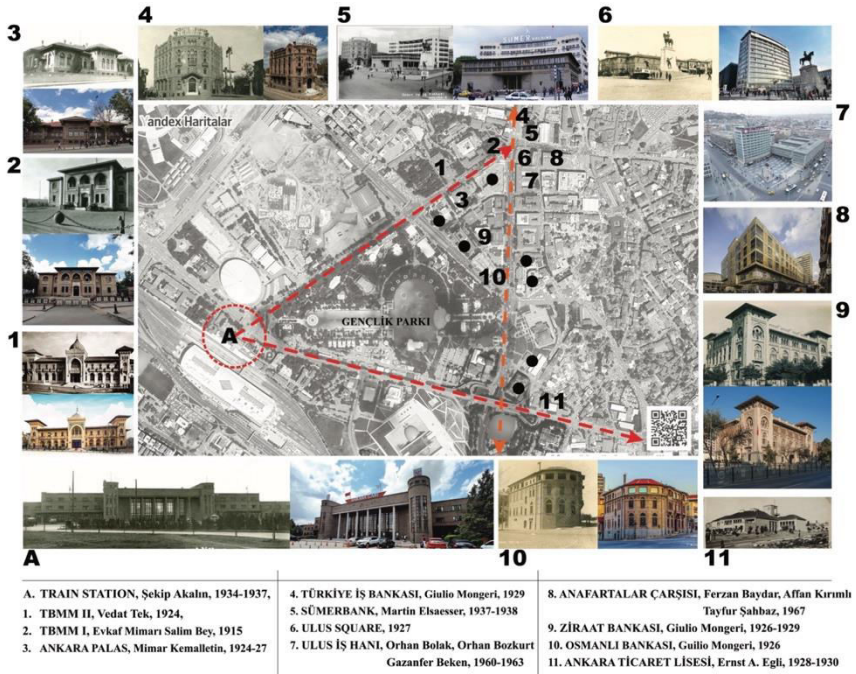 3
4
5
6
SÜMER
andex Haritalar
4
5
2
6
8
1
7
3
7
2
9
8
10
GENÇLİK PARKI
A
9
1
11
A
10
11
A. TRAIN STATION, Şekip Akalın, 1934-1937,
1. TBMM II, Vedat Tek, 1924,
2. TBMM I, Evkaf Mimarı Salim Bey, 1915
3. ANKARA PALAS, Mimar Kemalletin, 1924-27
4. TÜRKİYE İŞ BANKASI, Giulio Mongeri, 1929
5. SÜMERBANK, Martin Elsaesser, 1937-1938
6. ULUS SQUARE, 1927
7. ULUS İŞ HANI, Orhan Bolak, Orhan Bozkurt
Gazanfer Beken, 1960-1963
8. ANAFARTALAR ÇARŞISI, Ferzan Baydar, Affan Kırımlı
Tayfur Şahbaz, 1967
9. ZİRAAT BANKASI, Giulio Mongeri, 1926-1929
10. OSMANLI BANKASI, Guilio Mongeri, 1926
11. ANKARA TİCARET LİSESİ, Ernst A. Egli, 1928-1930